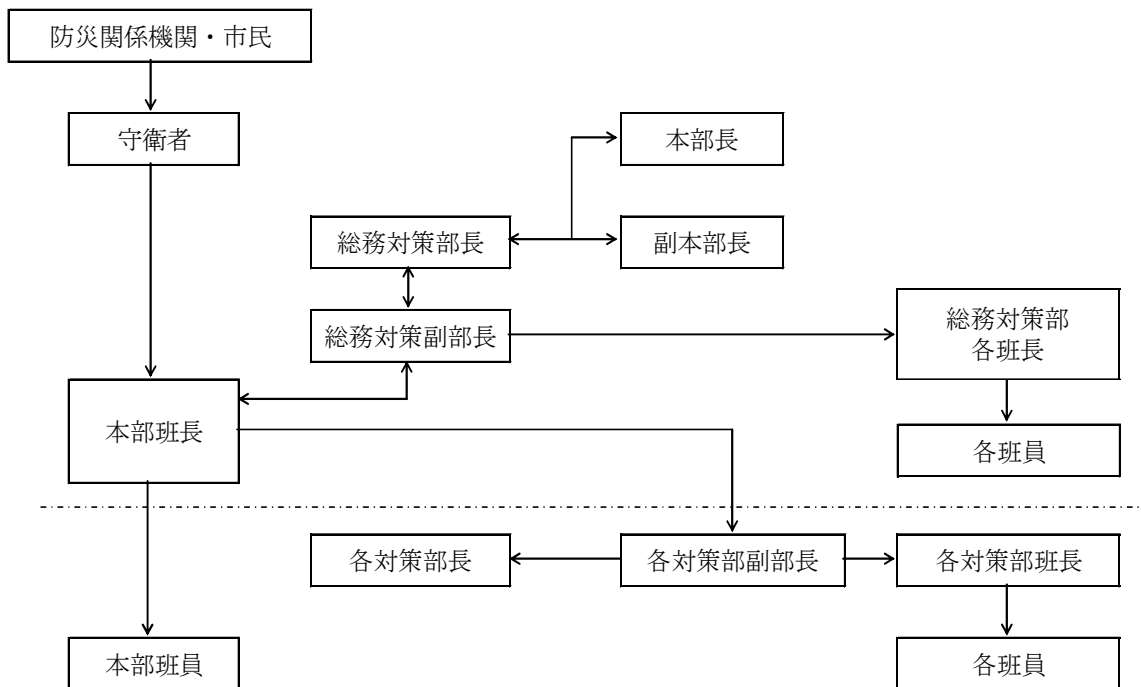 防災関係機関・市民
守衛者
本部長
総務対策部長
副本部長
総務対策副部長
総務対策部
各班長
本部班長
各班員
各対策部長
各対策部副部長
各対策部班長
本部班員
各班員